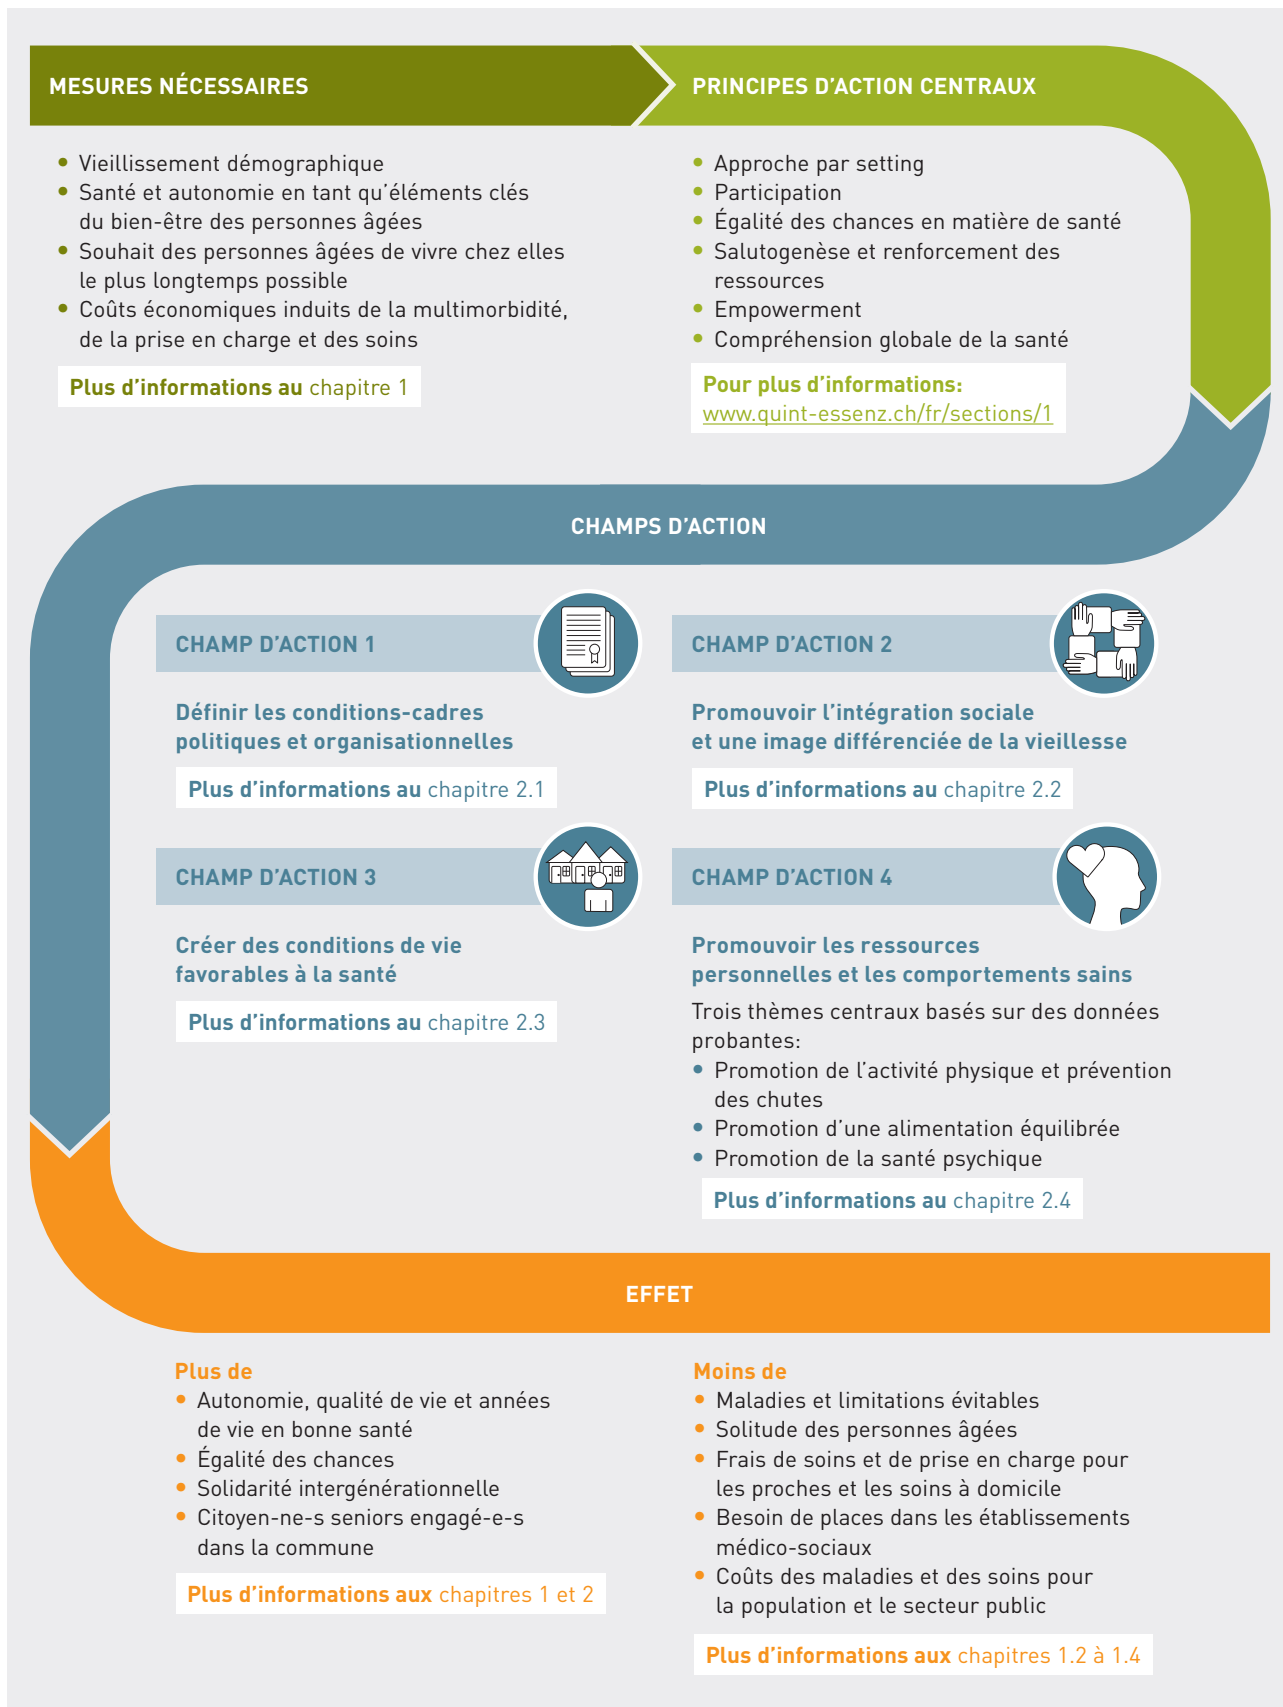 MESURES NÉCESSAIRES
• Vieillissement démographique
• Santé et autonomie en tant qu’éléments clés
du bien-être des personnes âgées
• Souhait des personnes âgées de vivre chez elles
le plus longtemps possible
• Coûts économiques induits de la multimorbidité,
de la prise en charge et des soins
Plus d’informations au chapitre 1
PRINCIPES D’ACTION CENTRAUX
• Approche par setting
• Participation
• Égalité des chances en matière de santé
• Salutogenèse et renforcement des
ressources
• Empowerment
• Compréhension globale de la santé
Pour plus d’informations:
www.quint-essenz.ch/fr/sections/1
CHAMPS D’ACTION
CHAMP D’ACTION 1
Définir les conditions-cadres
politiques et organisationnelles
Plus d’informations au chapitre 2.1
CHAMP D’ACTION 2
Promouvoir l’intégration sociale
et une image différenciée de la vieillesse
Plus d’informations au chapitre 2.2
CHAMP D’ACTION 3
Créer des conditions de vie
favorables à la santé
Plus d’informations au chapitre 2.3
CHAMP D’ACTION 4
Promouvoir les ressources
personnelles et les comportements sains
Trois thèmes centraux basés sur des données
probantes:
• Promotion de l’activité physique et prévention
des chutes
• Promotion d’une alimentation équilibrée
• Promotion de la santé psychique
Plus d’informations au chapitre 2.4
EFFET
Plus de
• Autonomie, qualité de vie et années
de vie en bonne santé
• Égalité des chances
• Solidarité intergénérationnelle
• Citoyen-ne-s seniors engagé-e-s
dans la commune
Plus d’informations aux chapitres 1 et 2
Moins de
• Maladies et limitations évitables
• Solitude des personnes âgées
• Frais de soins et de prise en charge pour
les proches et les soins à domicile
• Besoin de places dans les établissements
médico-sociaux
• Coûts des maladies et des soins pour
la population et le secteur public
Plus d’informations aux chapitres 1.2 à 1.4